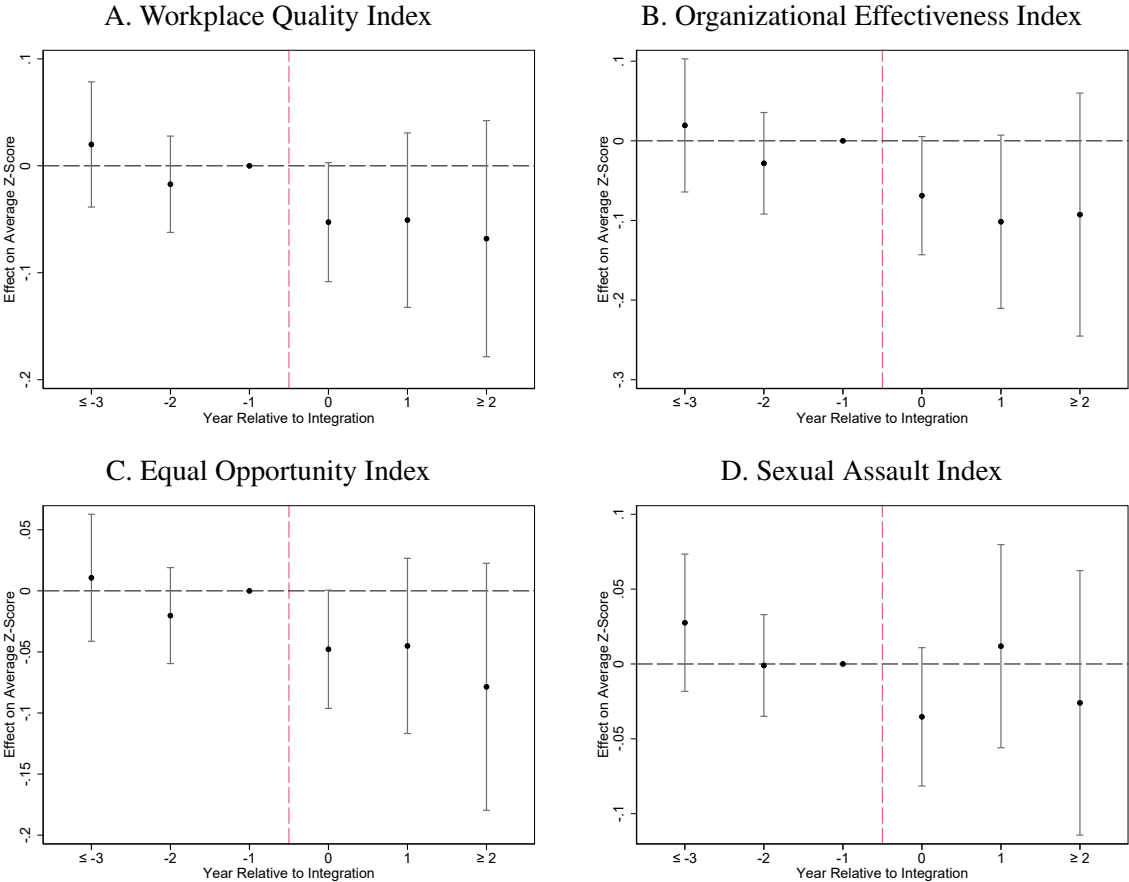 A. Workplace Quality Index
.1
0
-.1
-.2
Effect on Average Z-Score
≤ -3 -2 -1 0 1 ≥ 2
Year Relative to Integration
B. Organizational Effectiveness Index
.1
0
-.1
-.2
-.3
Effect on Average Z-Score
≤ -3 -2 -1 0 1 ≥ 2
Year Relative to Integration
C. Equal Opportunity Index
.05
0
-.05
-.1
-.15
-.2
Effect on Average Z-Score
≤ -3 -2 -1 0 1 ≥ 2
Year Relative to Integration
D. Sexual Assault Index
.1
.05
0
-.05
-.1
Effect on Average Z-Score
≤ -3 -2 -1 0 1 ≥ 2
Year Relative to Integration